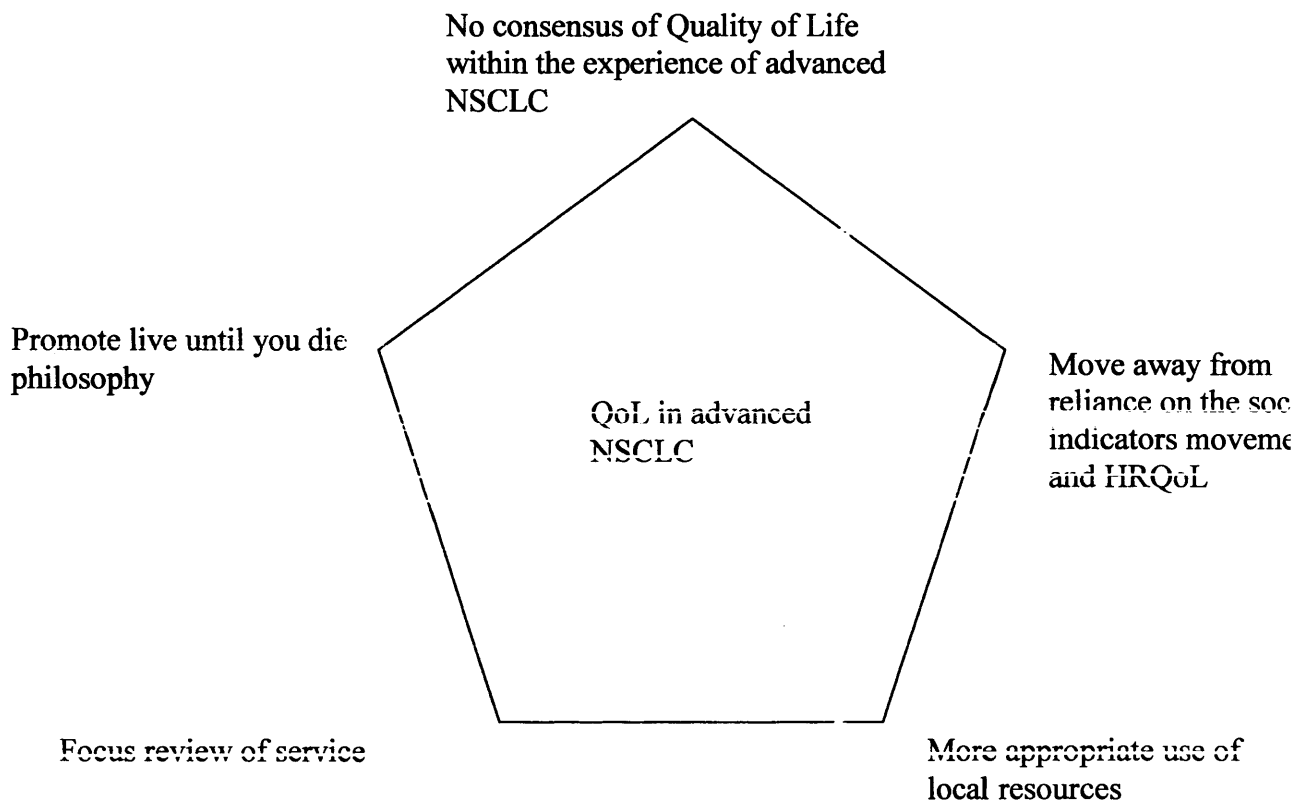 No consensus of Quality of Life
within the experience of advanced
NSCLC
Promote live until you die
philosophy
Move away from
reliance on the soc
indicators moveme
and HRQoL
QoL in advanced
NSCLC
Focus review of service
More appropriate use of
local resources